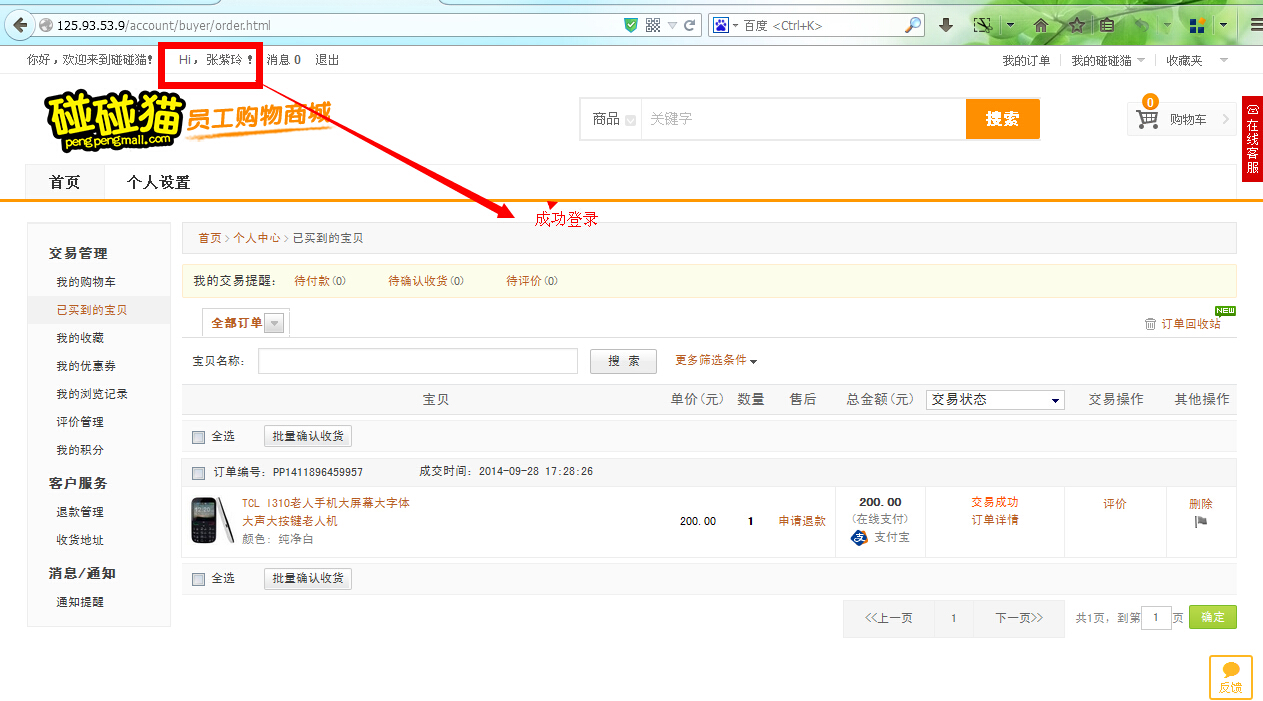 125.93.53.9/account/buyer/order.html
百度 <Ctrl+K>
你好，欢迎来到碰碰猫! Hi，张紫玲 ! 消息 0 退出 我的订单 我的碰碰猫 收藏夹
碰碰猫 员工购物商城
pengpengmall.com
商品 关键字 搜索 0 购物车
在线客服
首页 个人设置
成功登录
首页 > 个人中心 > 已买到的宝贝
交易管理
我的购物车
已买到的宝贝
我的收藏
我的优惠券
我的浏览记录
评价管理
我的积分
客户服务
退款管理
收货地址
消息/通知
通知提醒
我的交易提醒： 待付款(0) 待确认收货(0) 待评价(0)
全部订单 NEW 订单回收站
宝贝名称： 搜 索 更多筛选条件
宝贝 单价(元) 数量 售后 总金额(元) 交易状态 交易操作 其他操作
全选 批量确认收货
订单编号：PP1411896459957 成交时间：2014-09-28 17:28:26
TCL I310老人手机大屏幕大字体 200.00 交易成功 评价 删除
大声大按键老人机 200.00 1 申请退款 (在线支付) 订单详情
颜色：纯净白 支付宝
全选 批量确认收货
<<上一页 1 下一页>> 共1页，到第 1 页 确定
反馈